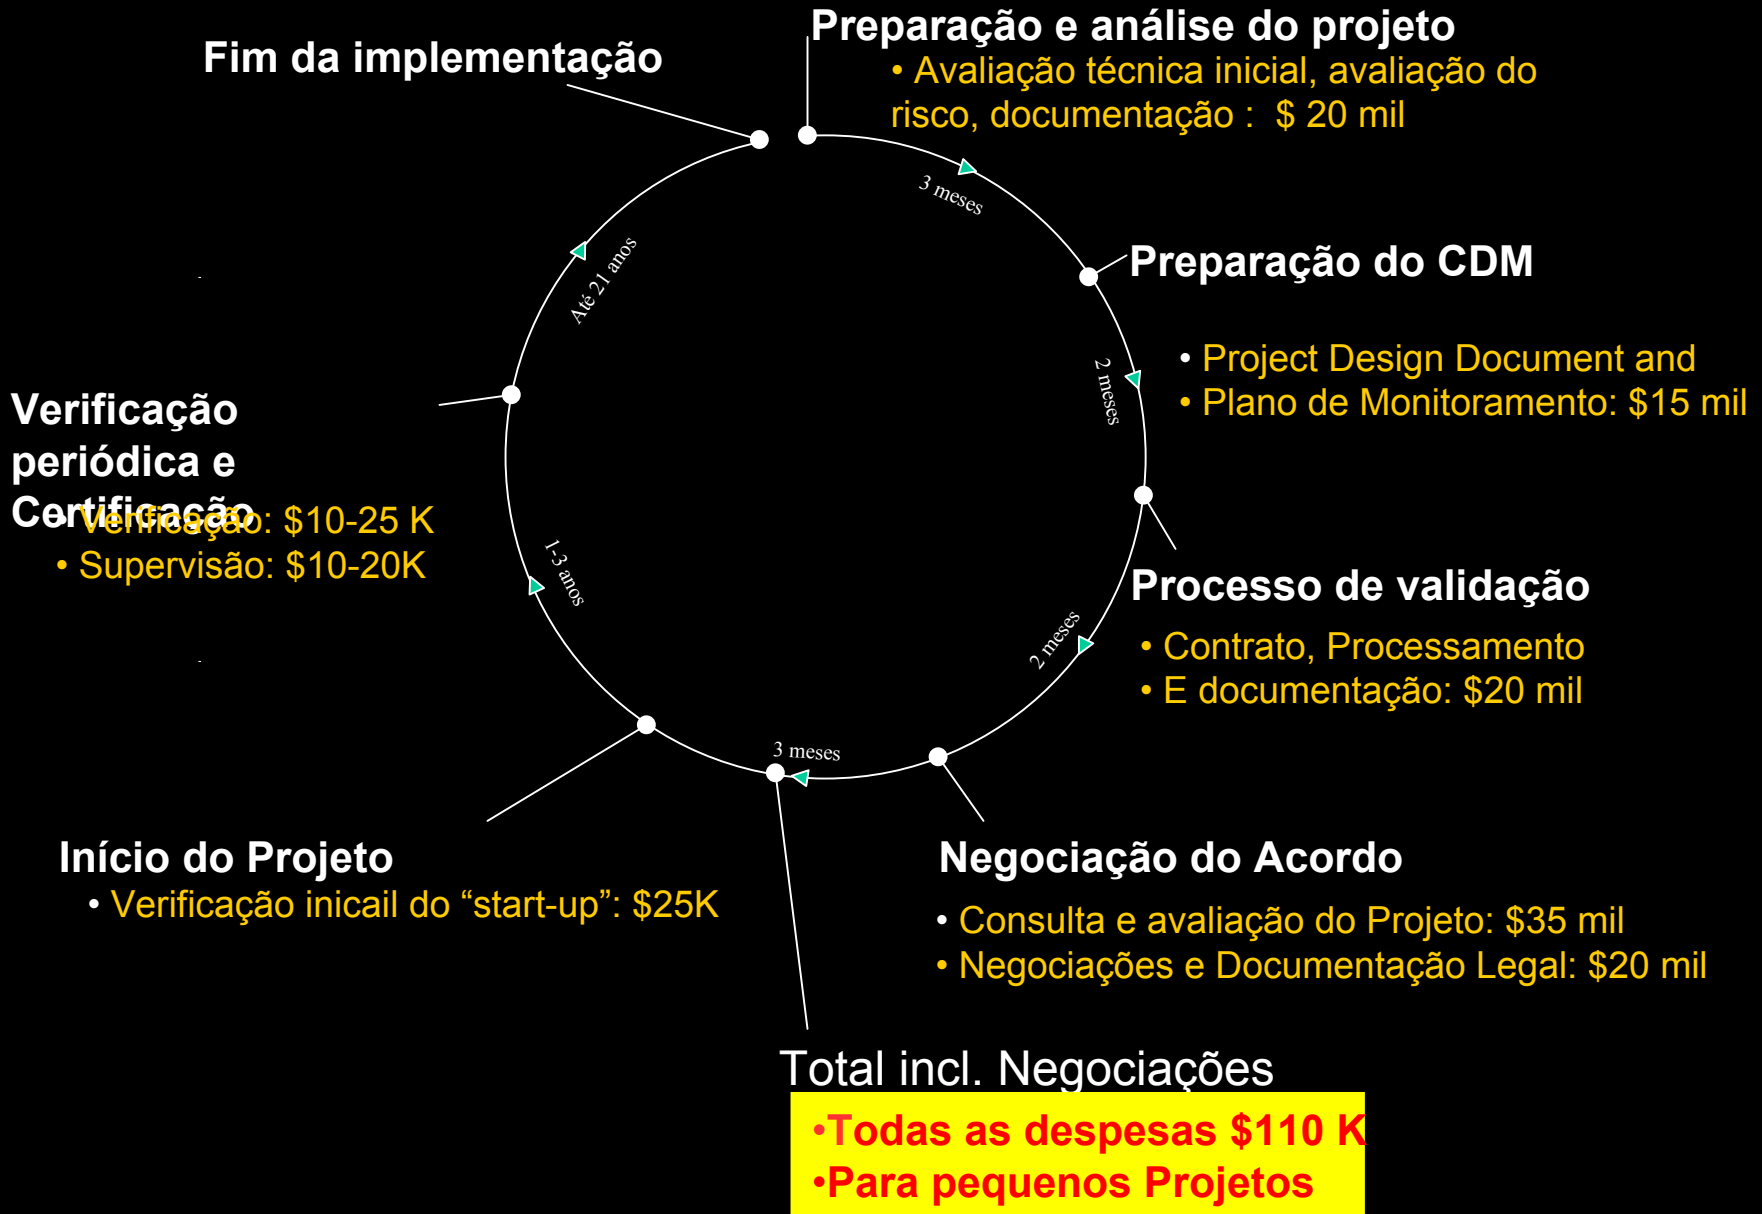 Preparação e análise do projeto
• Avaliação técnica inicial, avaliação do
risco, documentação : $ 20 mil
Fim da implementação
3 meses
Preparação do CDM
• Project Design Document and
• Plano de Monitoramento: $15 mil
2 meses
Processo de validação
• Contrato, Processamento
• E documentação: $20 mil
2 meses
Negociação do Acordo
• Consulta e avaliação do Projeto: $35 mil
• Negociações e Documentação Legal: $20 mil
3 meses
Total incl. Negociações
•Todas as despesas $110 K
•Para pequenos Projetos
Início do Projeto
• Verificação inicail do “start-up”: $25K
1-3 anos
Verificação
periódica e
Certificação
• Verificação: $10-25 K
• Supervisão: $10-20K
Até 21 anos